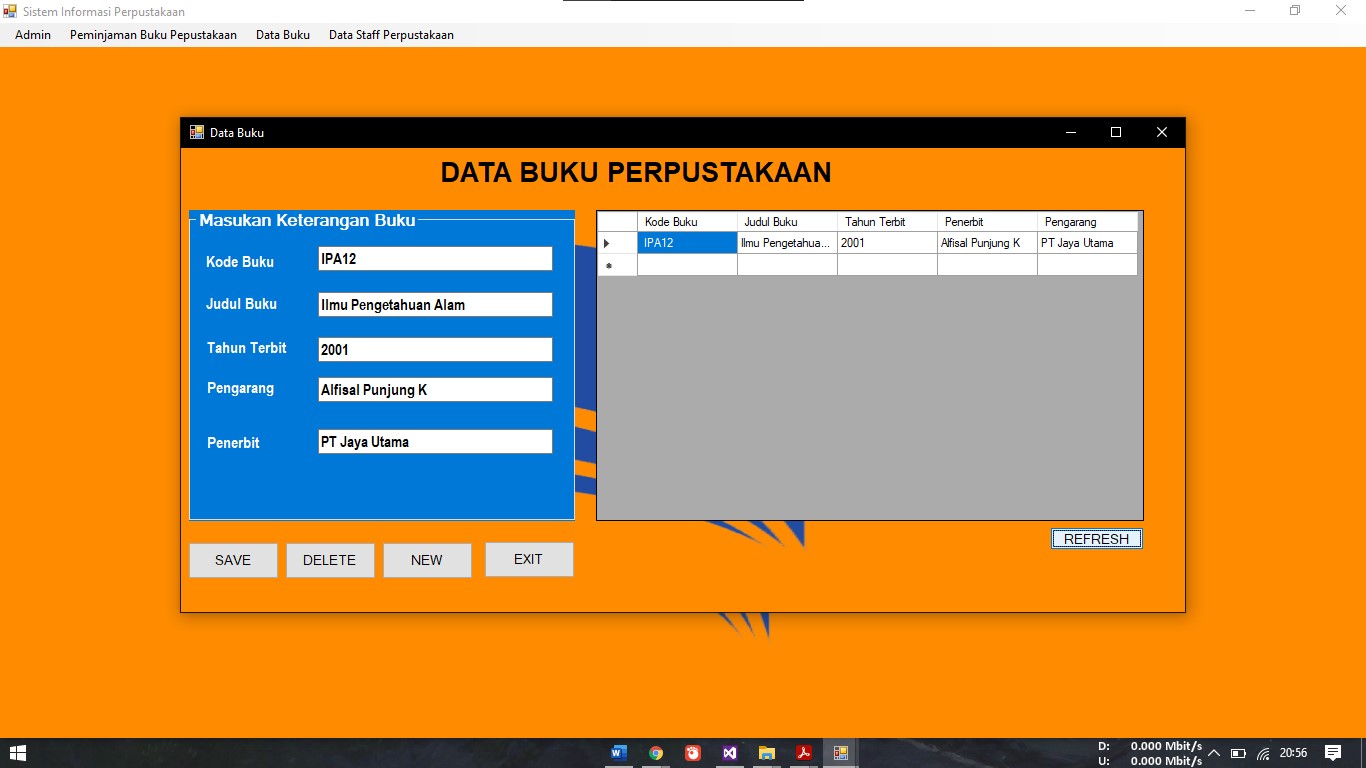 Sistem Informasi Perpustakaan
Admin Peminjaman Buku Pepustakaan Data Buku Data Staff Perpustakaan
Data Buku
DATA BUKU PERPUSTAKAAN
Masukan Keterangan Buku
Kode Buku IPA12
Judul Buku Ilmu Pengetahuan Alam
Tahun Terbit 2001
Pengarang Alfisal Punjung K
Penerbit PT Jaya Utama
Kode Buku Judul Buku Tahun Terbit Penerbit Pengarang
IPA12 Ilmu Pengetahua... 2001 Alfisal Punjung K PT Jaya Utama
REFRESH
SAVE DELETE NEW EXIT
D: 0.000 Mbit/s
U: 0.000 Mbit/s
20:56